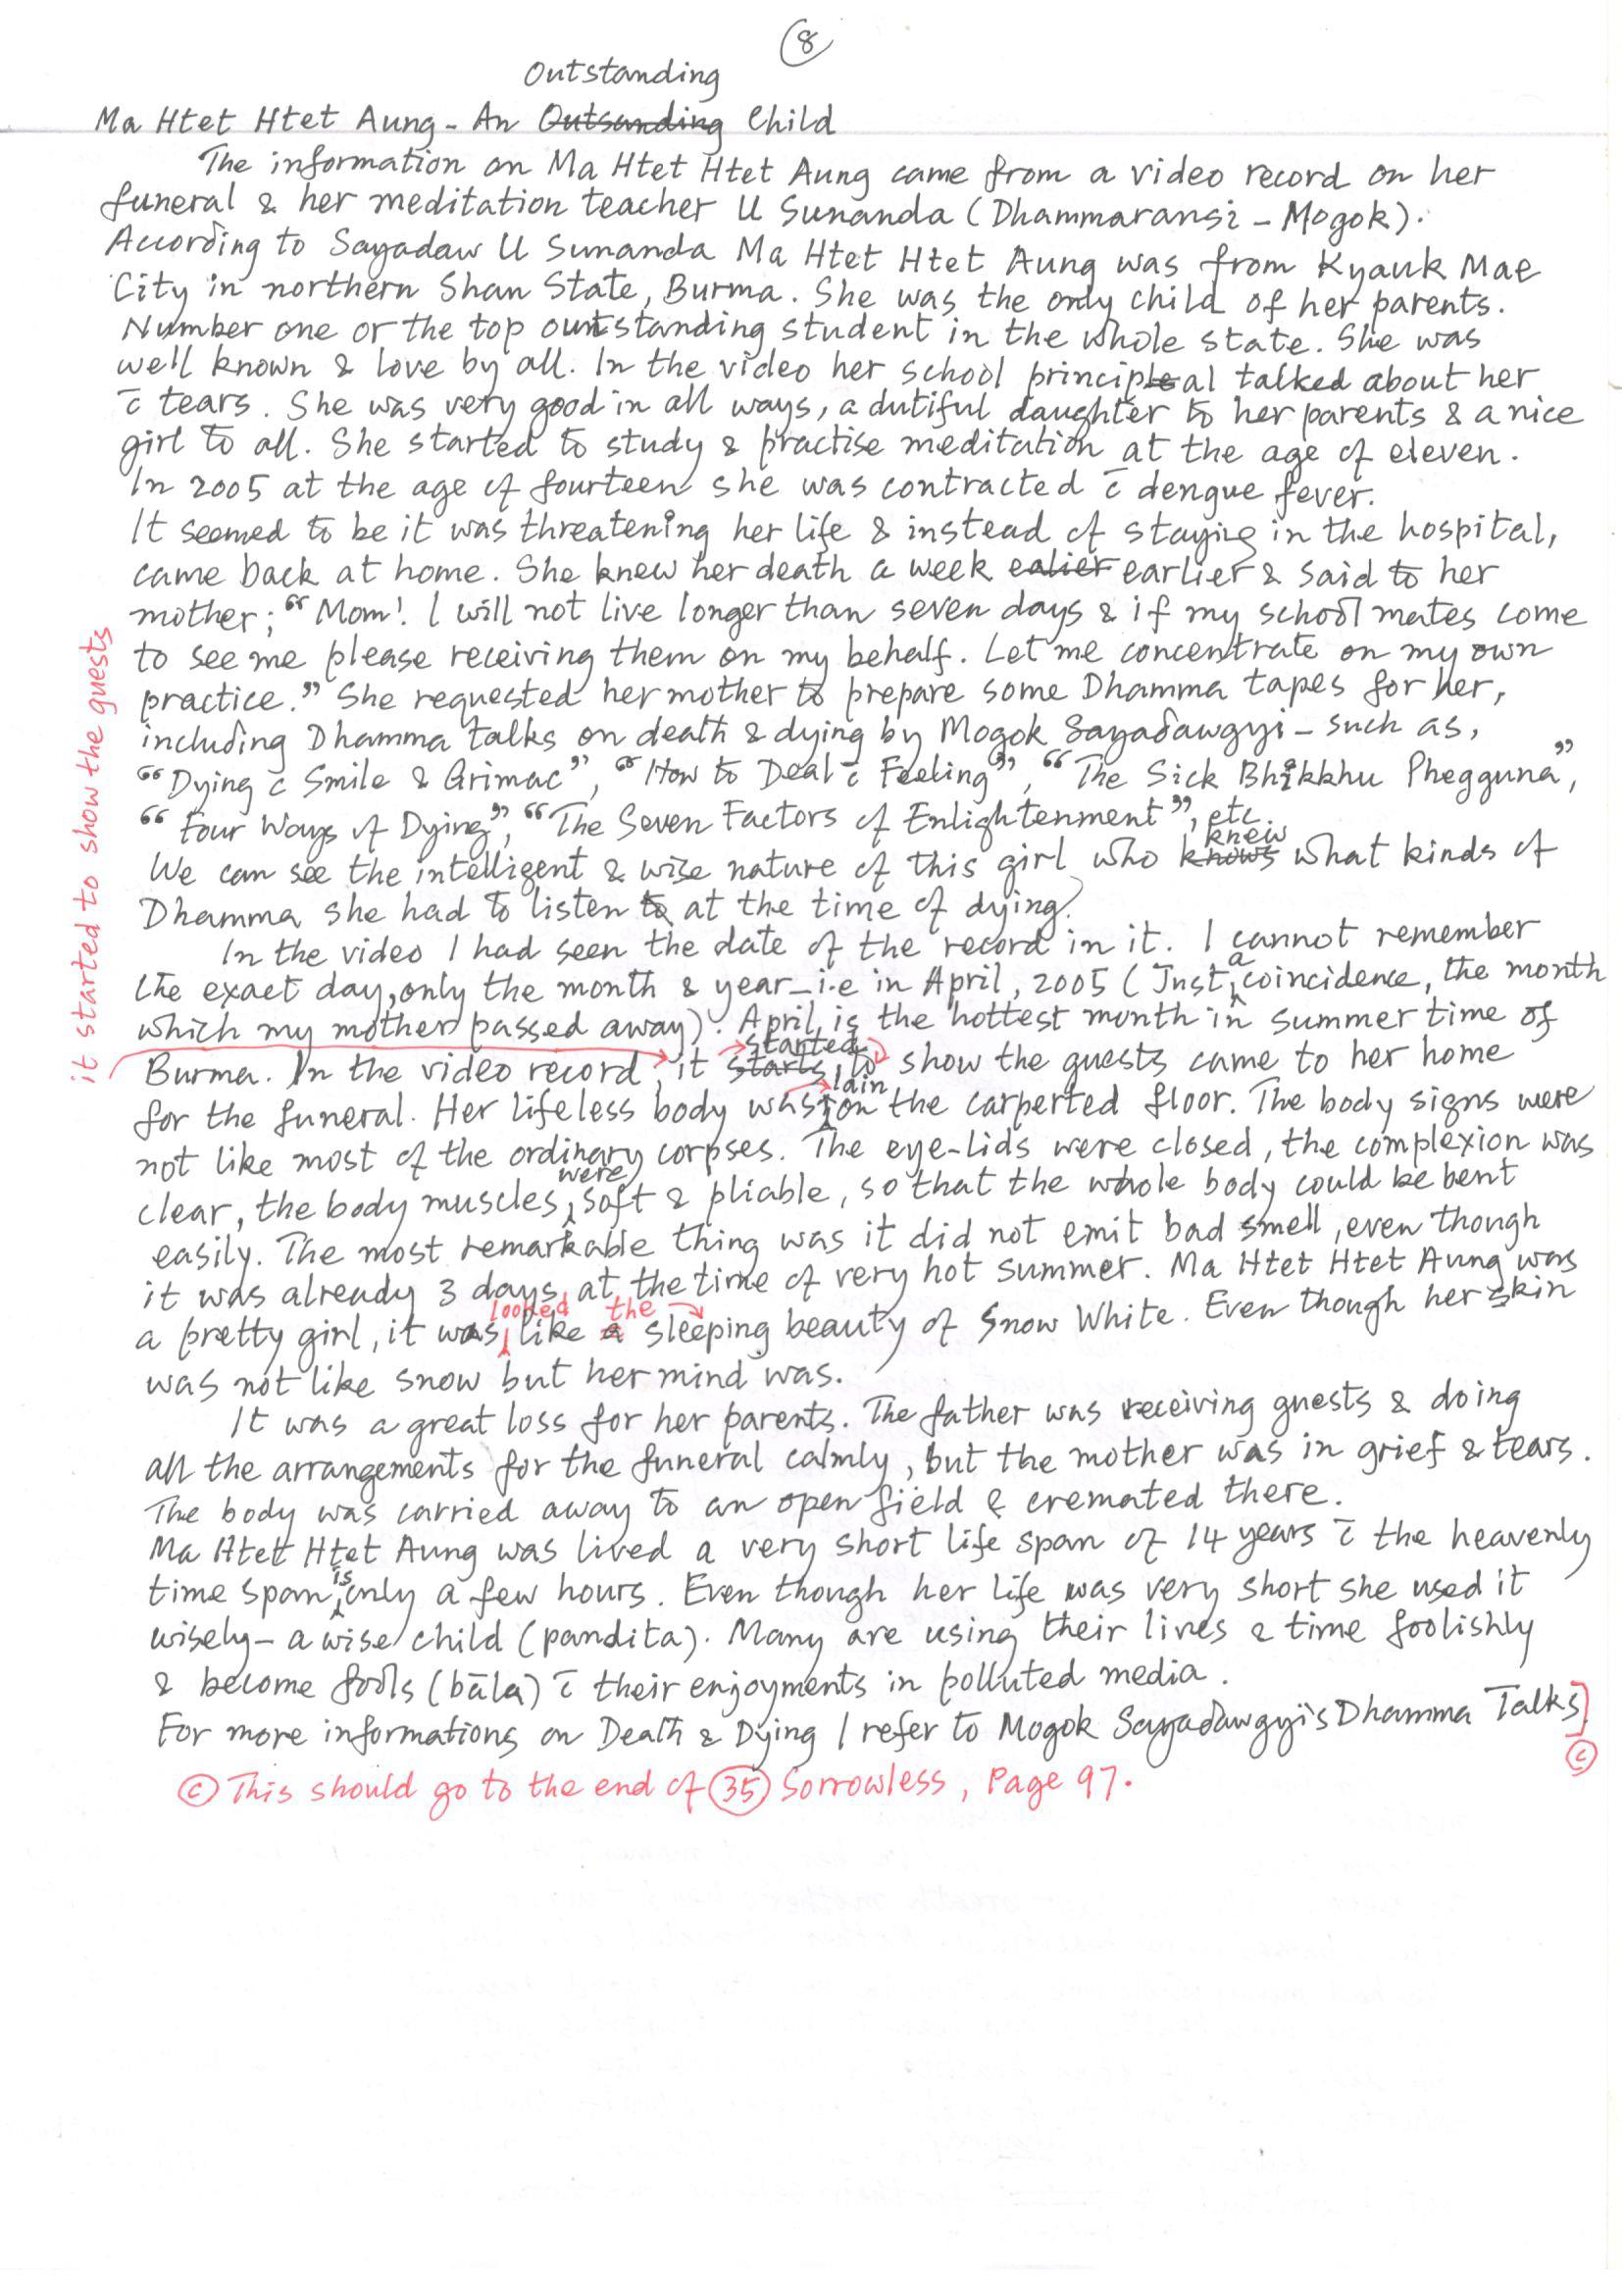 8
Outstanding
Ma Htet Htet Aung - An Outsanding Child
The information on Ma Htet Htet Aung came from a video record on her
funeral & her meditation teacher U Sunanda (Dhammaransi - Mogok).
According to Sayadaw U Sunanda Ma Htet Htet Aung was from Kyauk Mae
City in northern Shan State, Burma. She was the only child of her parents.
Number one or the top outstanding student in the whole state. She was
well known & love by all. In the video her school principal talked about her
c̄ tears. She was very good in all ways, a dutiful daughter to her parents & a nice
girl to all. She started to study & practise meditation at the age of eleven.
In 2005 at the age of fourteen she was contracted c̄ dengue fever.
It seemed to be it was threatening her life & instead of staying in the hospital,
came back at home. She knew her death a week ealier earlier & said to her
mother; "Mom! I will not live longer than seven days & if my school mates come
to see me please receiving them on my behalf. Let me concentrate on my own
practice." She requested her mother to prepare some Dhamma tapes for her,
including Dhamma talks on death & dying by Mogok Sayadawgyi - such as,
"Dying c̄ Smile & Grimac", "How to Deal c̄ Feeling", "The Sick Bhikkhu Phegguna",
"Four Ways of Dying", "The Seven Factors of Enlightenment", etc.
knew
We can see the intelligent & wise nature of this girl who knows what kinds of
Dhamma she had to listen to at the time of dying.
In the video I had seen the date of the record in it. I cannot remember
a
the exact day, only the month & year - i.e in April, 2005 (Just coincidence, the month
which my mother passed away). April is the hottest month in summer time of
started
Burma. In the video record, it starts to show the guests came to her home
lain
for the funeral. Her lifeless body was on the carperted floor. The body signs were
not like most of the ordinary corpses. The eye-lids were closed, the complexion was
were
clear, the body muscles soft & pliable, so that the whole body could be bent
easily. The most remarkable thing was it did not emit bad smell, even though
it was already 3 days, at the time of very hot summer. Ma Htet Htet Aung was
looked the
a pretty girl, it was like a sleeping beauty of Snow White. Even though her skin
was not like snow but her mind was.
It was a great loss for her parents. The father was receiving guests & doing
all the arrangements for the funeral calmly, but the mother was in grief & tears.
The body was carried away to an open field & cremated there.
Ma Htet Htet Aung was lived a very short life span of 14 years c̄ the heavenly
is
time span only a few hours. Even though her life was very short she used it
wisely - a wise child (pandita). Many are using their lives & time foolishly
& become fools (bāla) c̄ their enjoyments in polluted media.
For more informations on Death & Dying I refer to Mogok Sayadawgyi's Dhamma Talks]
©
© This should go to the end of 35 Sorrowless, Page 97.
it started to show the guests